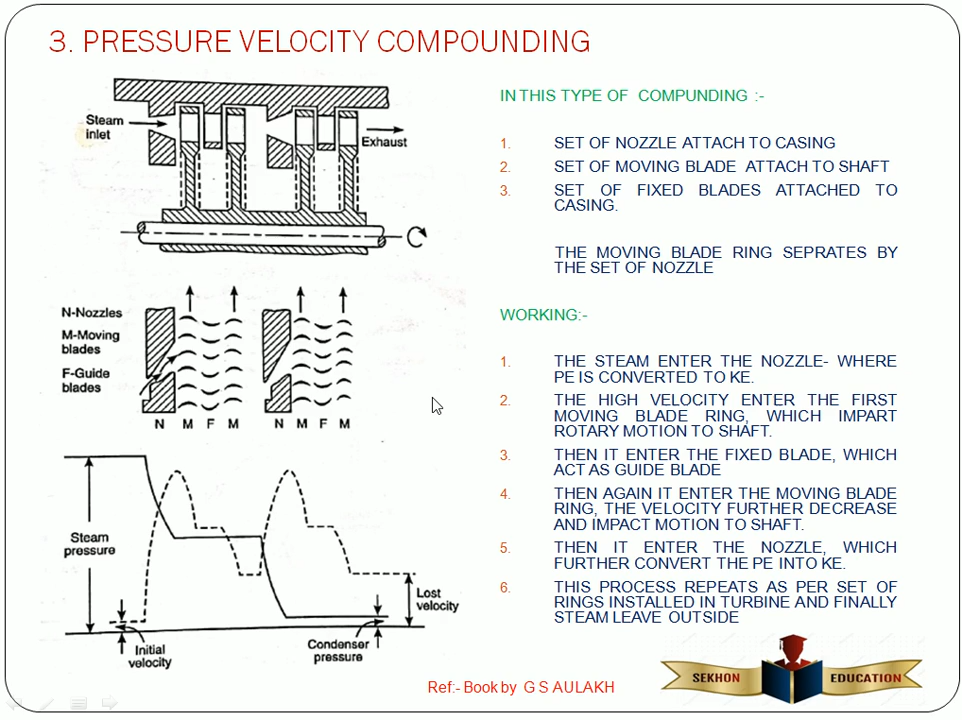 3. PRESSURE VELOCITY COMPOUNDING
Steam
inlet
Exhaust
N-Nozzles
M-Moving
blades
F-Guide
blades
N M F M N M F M
Steam
pressure
Lost
velocity
Initial
velocity
Condenser
pressure
IN THIS TYPE OF COMPUNDING :-
1. SET OF NOZZLE ATTACH TO CASING
2. SET OF MOVING BLADE ATTACH TO SHAFT
3. SET OF FIXED BLADES ATTACHED TO
CASING.
THE MOVING BLADE RING SEPRATES BY
THE SET OF NOZZLE
WORKING:-
1. THE STEAM ENTER THE NOZZLE- WHERE
PE IS CONVERTED TO KE.
2. THE HIGH VELOCITY ENTER THE FIRST
MOVING BLADE RING, WHICH IMPART
ROTARY MOTION TO SHAFT.
3. THEN IT ENTER THE FIXED BLADE, WHICH
ACT AS GUIDE BLADE
4. THEN AGAIN IT ENTER THE MOVING BLADE
RING, THE VELOCITY FURTHER DECREASE
AND IMPACT MOTION TO SHAFT.
5. THEN IT ENTER THE NOZZLE, WHICH
FURTHER CONVERT THE PE INTO KE.
6. THIS PROCESS REPEATS AS PER SET OF
RINGS INSTALLED IN TURBINE AND FINALLY
STEAM LEAVE OUTSIDE
Ref:- Book by G S AULAKH
SEKHON EDUCATION